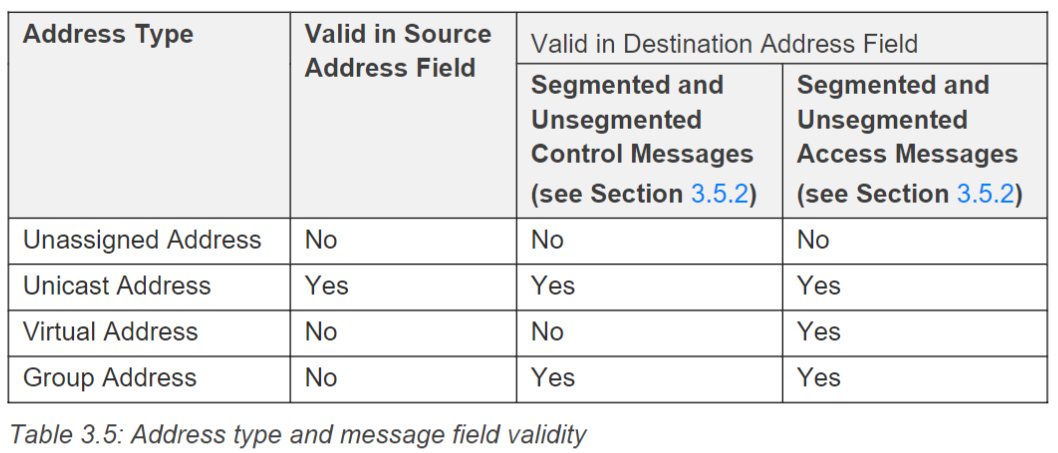 Address Type
Valid in Source
Address Field
Valid in Destination Address Field
Segmented and
Unsegmented
Control Messages
(see Section 3.5.2)
Segmented and
Unsegmented
Access Messages
(see Section 3.5.2)
Unassigned Address No No No
Unicast Address Yes Yes Yes
Virtual Address No No Yes
Group Address No Yes Yes
Table 3.5: Address type and message field validity